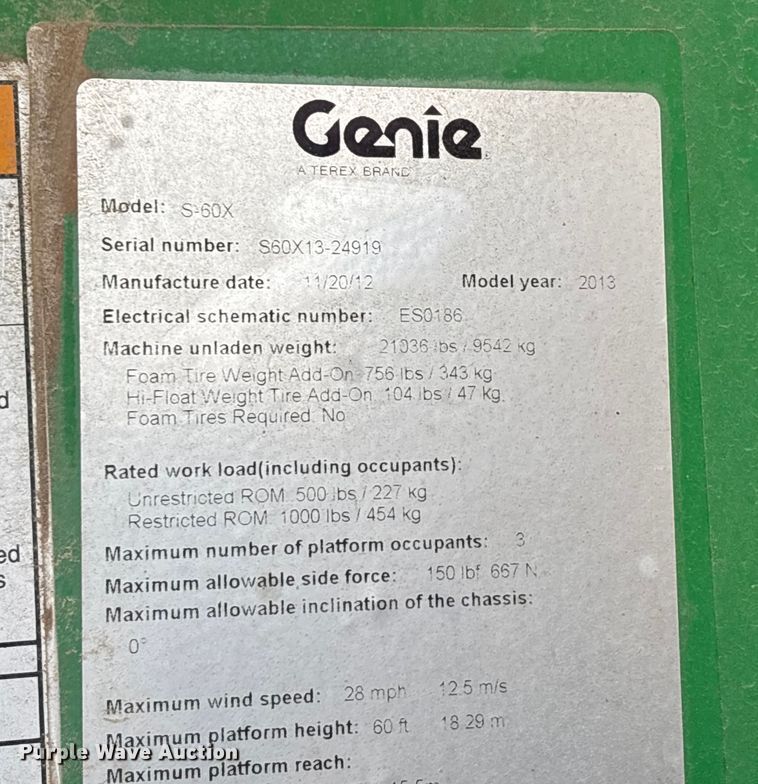 Genie
A TEREX BRAND
Model: S-60X
Serial number: S60X13-24919
Manufacture date: 11/20/12 Model year: 2013
Electrical schematic number: ES0186
Machine unladen weight: 21036 lbs / 9542 kg
Foam Tire Weight Add-On 756 lbs / 343 kg
Hi-Float Weight Tire Add-On 104 lbs / 47 kg
Foam Tires Required No
Rated work load(including occupants):
Unrestricted ROM 500 lbs / 227 kg
Restricted ROM 1000 lbs / 454 kg
Maximum number of platform occupants: 3
Maximum allowable side force: 150 lbf 667 N
Maximum allowable inclination of the chassis:
0°
Maximum wind speed: 28 mph 12.5 m/s
Maximum platform height: 60 ft 18.29 m
Maximum platform reach:
Purple Wave Auction